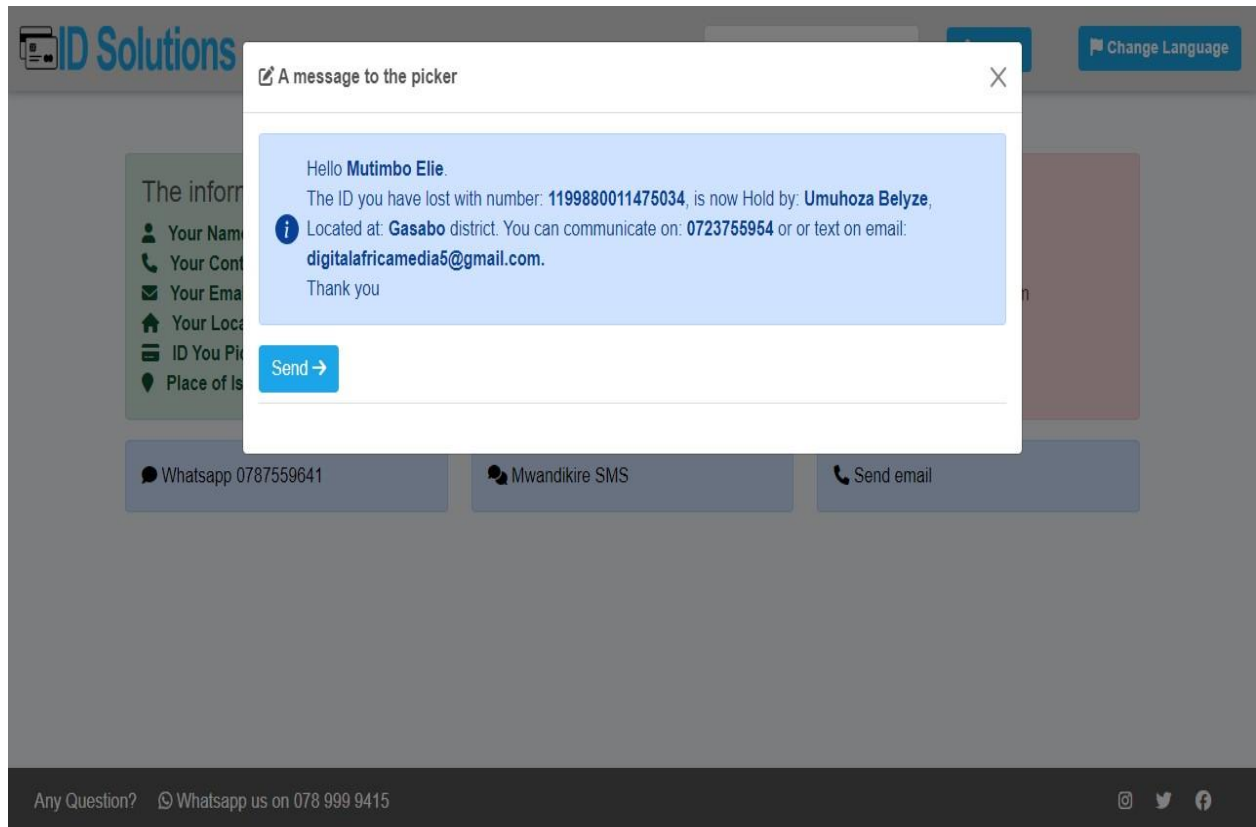 ID Solutions
Change Language
A message to the picker
Hello Mutimbo Elie.
The ID you have lost with number: 1199880011475034, is now Hold by: Umuhoza Belyze,
Located at: Gasabo district. You can communicate on: 0723755954 or or text on email:
digitalafricamedia5@gmail.com.
Thank you
Send
The inforr
Your Nam
Your Cont
Your Ema
Your Loca
ID You Pi
Place of Is
Whatsapp 0787559641
Mwandikire SMS
Send email
Any Question? Whatsapp us on 078 999 9415